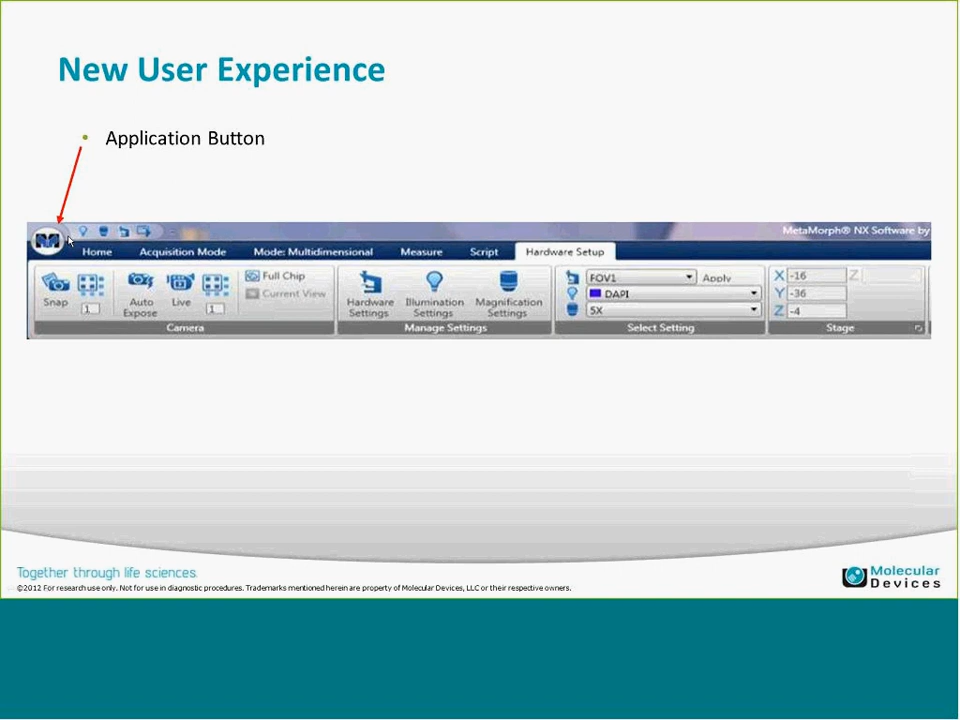 New User Experience
• Application Button
MetaMorph® NX Software by
Home Acquisition Mode Mode: Multidimensional Measure Script Hardware Setup
Snap 1 Auto Expose Live 1 Full Chip Current View
Hardware Settings Illumination Settings Magnification Settings
FOV1 Apply
DAPI
5X
X -16 Z
Y -36
Z -4
Camera Manage Settings Select Setting Stage
Together through life sciences.
©2012 For research use only. Not for use in diagnostic procedures. Trademarks mentioned herein are property of Molecular Devices, LLC or their respective owners.
Molecular
Devices